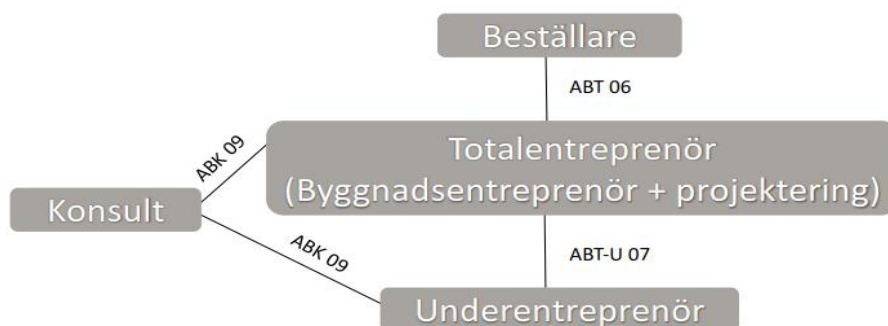 Beställare
ABT 06
Totalentreprenör
(Byggnadsentreprenör + projektering)
ABK 09
Konsult
ABK 09
ABT-U 07
Underentreprenör